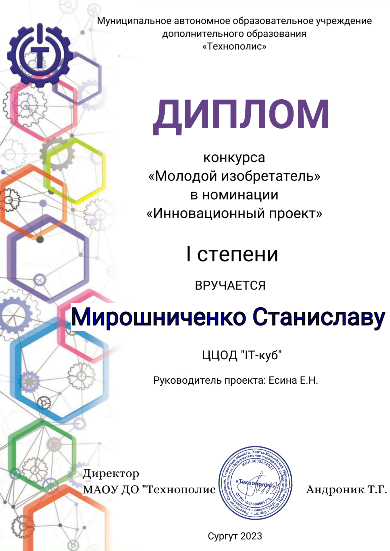 Муниципальное автономное образовательное учреждение
дополнительного образования
«Технополис»
ДИПЛОМ
конкурса
«Молодой изобретатель»
в номинации
«Инновационный проект»
I степени
ВРУЧАЕТСЯ
Мирошниченко Станиславу
ЦЦОД "IT-куб"
Руководитель проекта: Есина Е.Н.
Директор
МАОУ ДО "Технополис
«Технополис»
Андроник Т.Г.
Сургут 2023